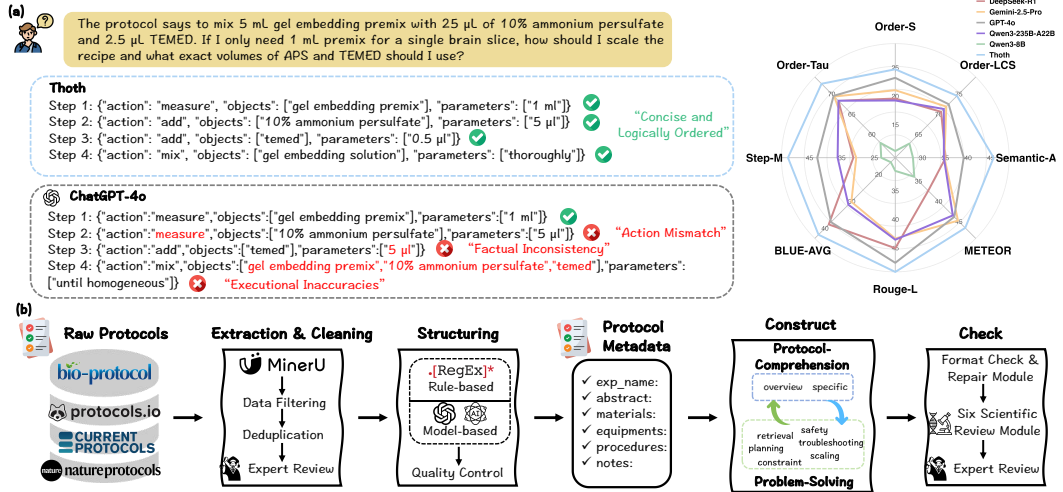 (a)
The protocol says to mix 5 mL gel embedding premix with 25 µL of 10% ammonium persulfate
and 2.5 µL TEMED. If I only need 1 mL premix for a single brain slice, how should I scale the
recipe and what exact volumes of APS and TEMED should I use?
Thoth
Step 1: {"action": "measure", "objects": ["gel embedding premix"], "parameters": ["1 ml"]}
Step 2: {"action": "add", "objects": ["10% ammonium persulfate"], "parameters": ["5 µl"]}
Step 3: {"action": "add", "objects": ["temed"], "parameters": ["0.5 µl"]}
Step 4: {"action": "mix", "objects": ["gel embedding solution"], "parameters": ["thoroughly"]}
"Concise and
Logically Ordered"
ChatGPT-4o
Step 1: {"action":"measure","objects":["gel embedding premix"],"parameters":["1 ml"]}
Step 2: {"action":"measure","objects":["10% ammonium persulfate"],"parameters":["5 µl"]}
"Action Mismatch"
Step 3: {"action":"add","objects":["temed"],"parameters":["5 µl"]}
"Factual Inconsistency"
Step 4: {"action":"mix","objects":["gel embedding premix","10% ammonium persulfate","temed"],"parameters":
["until homogeneous"]}
"Executional Inaccuracies"
DeepSeek-R1
Gemini-2.5-Pro
GPT-4o
Qwen3-235B-A22B
Qwen3-8B
Thoth
Order-S
Order-LCS
Semantic-A
METEOR
Rouge-L
BLUE-AVG
Step-M
Order-Tau
(b)
Raw Protocols
bio-protocol
protocols.io
CURRENT
PROTOCOLS
nature
natureprotocols
Extraction & Cleaning
MinerU
Data Filtering
Deduplication
Expert Review
Structuring
.[RegEx]*
Rule-based
Model-based
Quality Control
Protocol
Metadata
✓ exp_name:
✓ abstract:
✓ materials:
✓ equipments:
✓ procedures:
✓ notes:
Construct
Protocol-
Comprehension
overview specific
retrieval
planning
constraint
safety
troubleshooting
scaling
Problem-Solving
Check
Format Check &
Repair Module
Six Scientific
Review Module
Expert Review